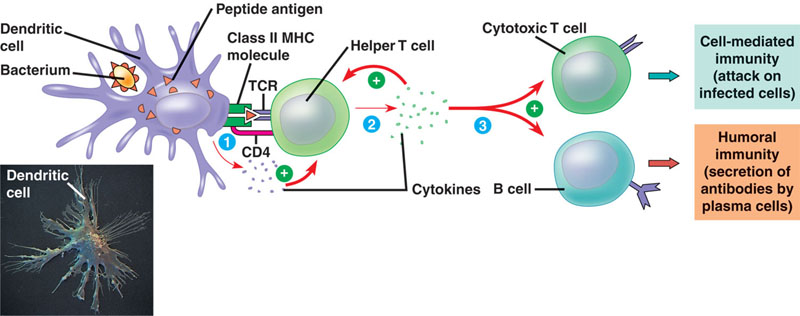 Peptide antigen
Dendritic
cell
Class II MHC
molecule
Bacterium
TCR
Helper T cell
Cytotoxic T cell
Cell-mediated
immunity
(attack on
infected cells)
+
+
1
2
3
CD4
+
Cytokines
B cell
Humoral
immunity
(secretion of
antibodies by
plasma cells)
Dendritic
cell